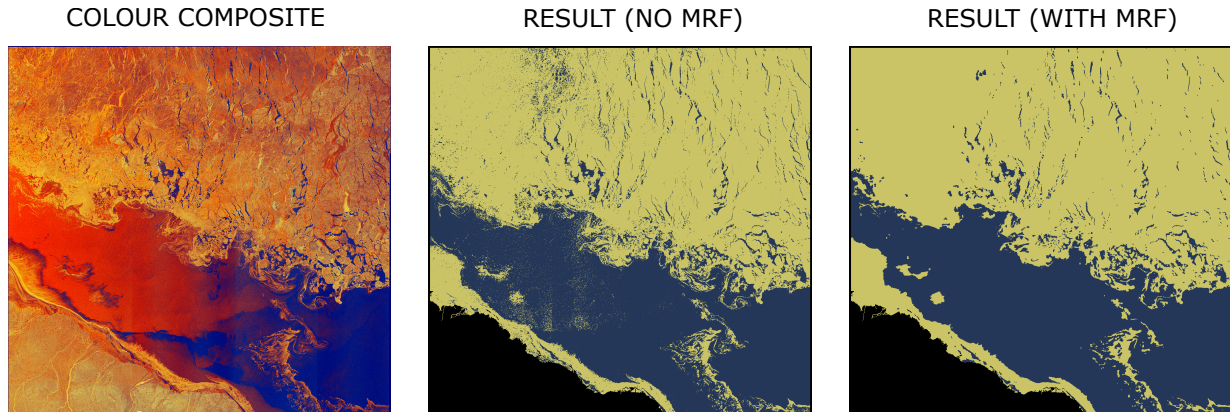 COLOUR COMPOSITE
RESULT (NO MRF)
RESULT (WITH MRF)